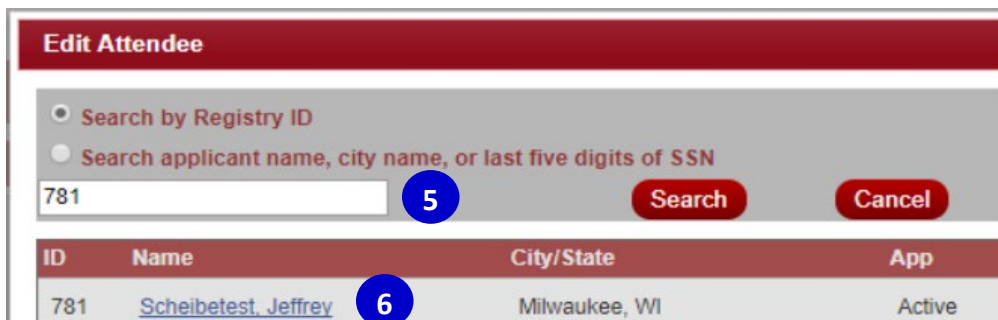 Edit Attendee
Search by Registry ID
Search applicant name, city name, or last five digits of SSN
781 5 Search Cancel
ID Name City/State App
781 Scheibetest, Jeffrey 6 Milwaukee, WI Active